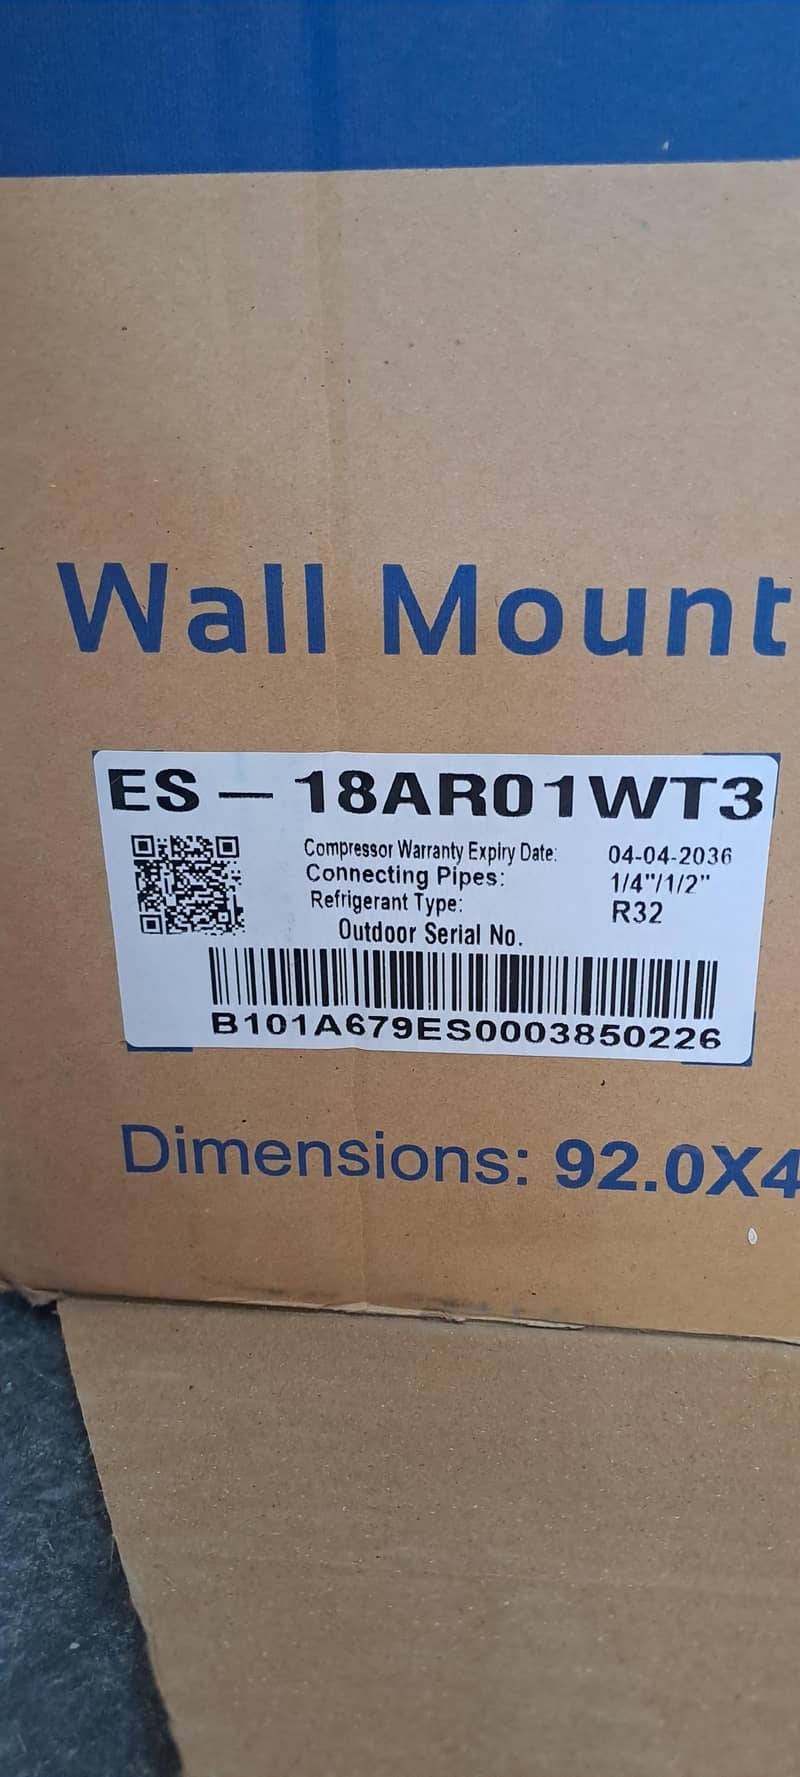 Wall Mount
ES – 18AR01WT3
Compressor Warranty Expiry Date: 04-04-2036
Connecting Pipes: 1/4"/1/2"
Refrigerant Type: R32
Outdoor Serial No.
B101A679ES0003850226
Dimensions: 92.0X4